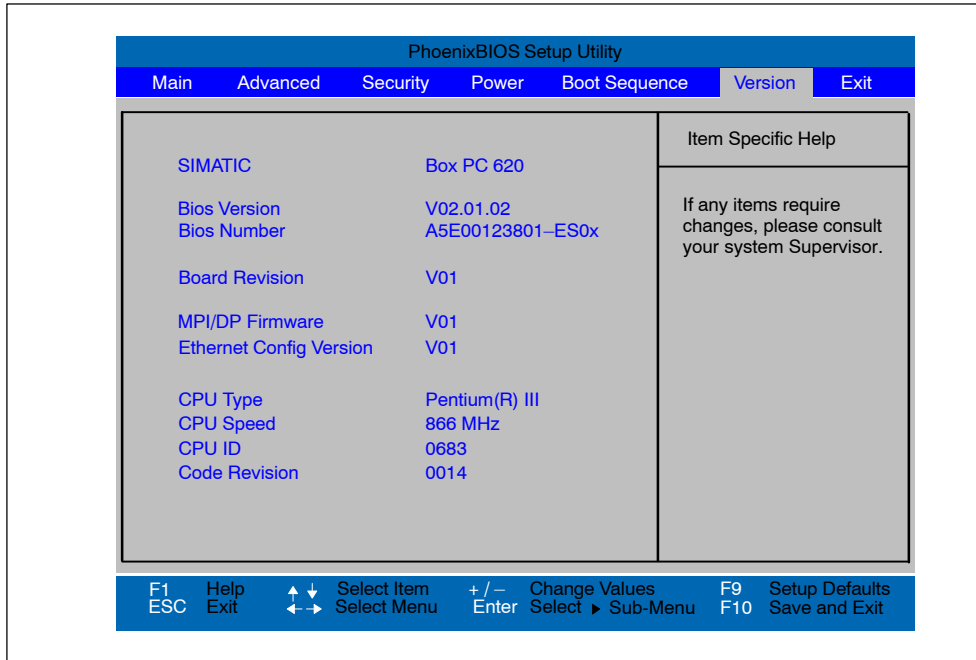 PhoenixBIOS Setup Utility
Main Advanced Security Power Boot Sequence Version Exit
SIMATIC Box PC 620
Bios Version V02.01.02
Bios Number A5E00123801–ES0x
Board Revision V01
MPI/DP Firmware V01
Ethernet Config Version V01
CPU Type Pentium(R) III
CPU Speed 866 MHz
CPU ID 0683
Code Revision 0014
Item Specific Help
If any items require
changes, please consult
your system Supervisor.
F1 Help Select Item +/– Change Values F9 Setup Defaults
ESC Exit Select Menu Enter Select Sub-Menu F10 Save and Exit